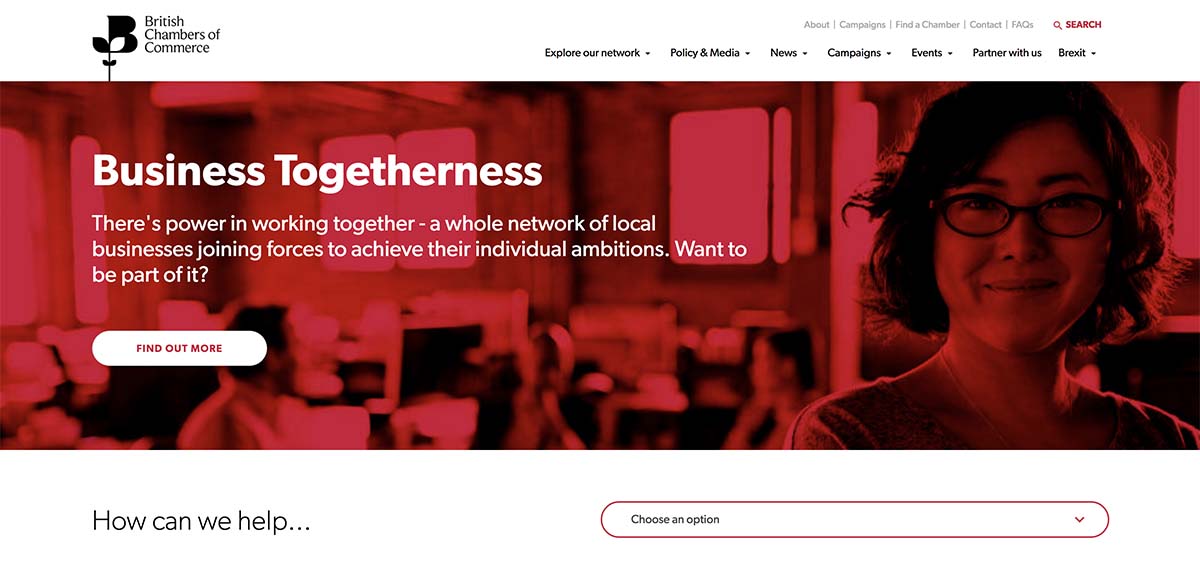 British
Chambers of
Commerce
About | Campaigns | Find a Chamber | Contact | FAQs SEARCH
Explore our network Policy & Media News Campaigns Events Partner with us Brexit
Business Togetherness
There's power in working together - a whole network of local
businesses joining forces to achieve their individual ambitions. Want to
be part of it?
FIND OUT MORE
How can we help...
Choose an option